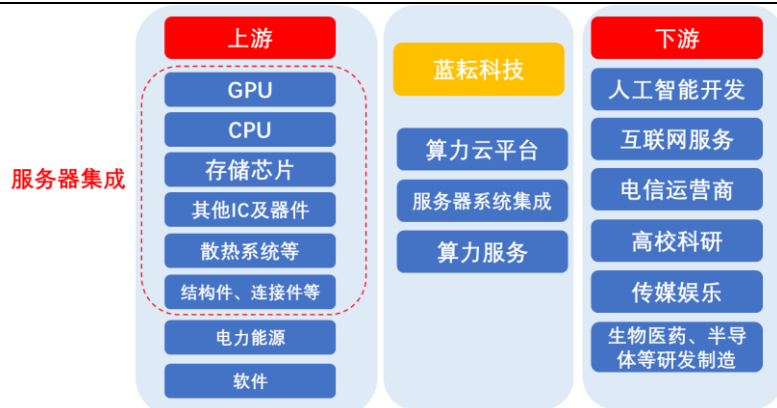 服务器集成
上游
GPU
CPU
存储芯片
其他IC及器件
散热系统等
结构件、连接件等
电力能源
软件
蓝耘科技
算力云平台
服务器系统集成
算力服务
下游
人工智能开发
互联网服务
电信运营商
高校科研
传媒娱乐
生物医药、半导
体等研发制造